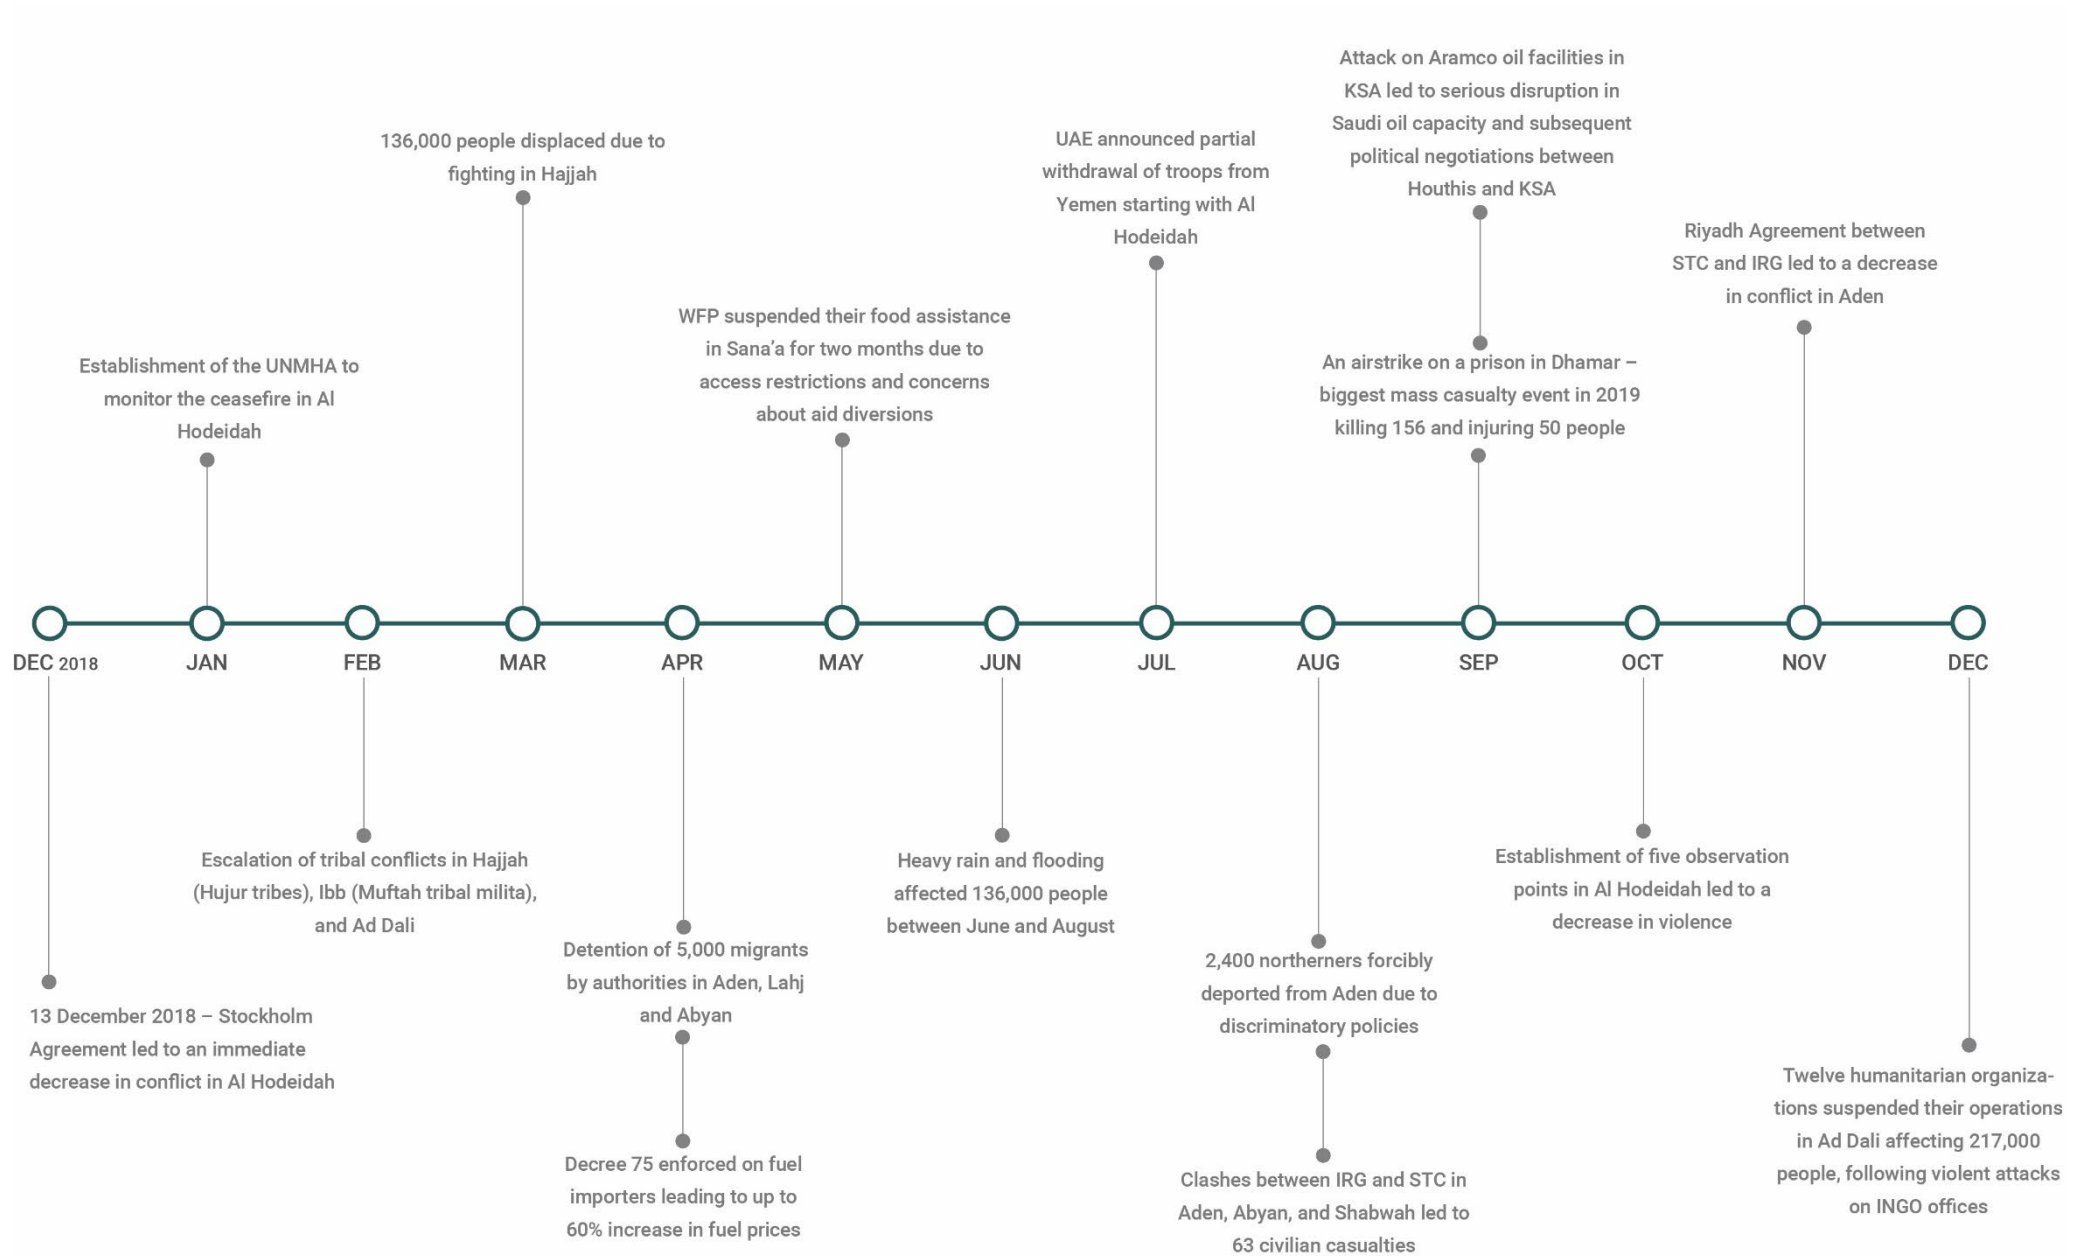 Attack on Aramco oil facilities in
KSA led to serious disruption in
Saudi oil capacity and subsequent
political negotiations between
Houthis and KSA
136,000 people displaced due to
fighting in Hajjah
UAE announced partial
withdrawal of troops from
Yemen starting with Al
Hodeidah
Riyadh Agreement between
STC and IRG led to a decrease
in conflict in Aden
WFP suspended their food assistance
in Sana’a for two months due to
access restrictions and concerns
about aid diversions
Establishment of the UNMHA to
monitor the ceasefire in Al
Hodeidah
An airstrike on a prison in Dhamar –
biggest mass casualty event in 2019
killing 156 and injuring 50 people
DEC 2018
JAN
FEB
MAR
APR
MAY
JUN
JUL
AUG
SEP
OCT
NOV
DEC
Escalation of tribal conflicts in Hajjah
(Hujur tribes), Ibb (Muftah tribal milita),
and Ad Dali
Heavy rain and flooding
affected 136,000 people
between June and August
Establishment of five observation
points in Al Hodeidah led to a
decrease in violence
Detention of 5,000 migrants
by authorities in Aden, Lahj
and Abyan
2,400 northerners forcibly
deported from Aden due to
discriminatory policies
13 December 2018 – Stockholm
Agreement led to an immediate
decrease in conflict in Al Hodeidah
Twelve humanitarian organiza-
tions suspended their operations
in Ad Dali affecting 217,000
people, following violent attacks
on INGO offices
Decree 75 enforced on fuel
importers leading to up to
60% increase in fuel prices
Clashes between IRG and STC in
Aden, Abyan, and Shabwah led to
63 civilian casualties